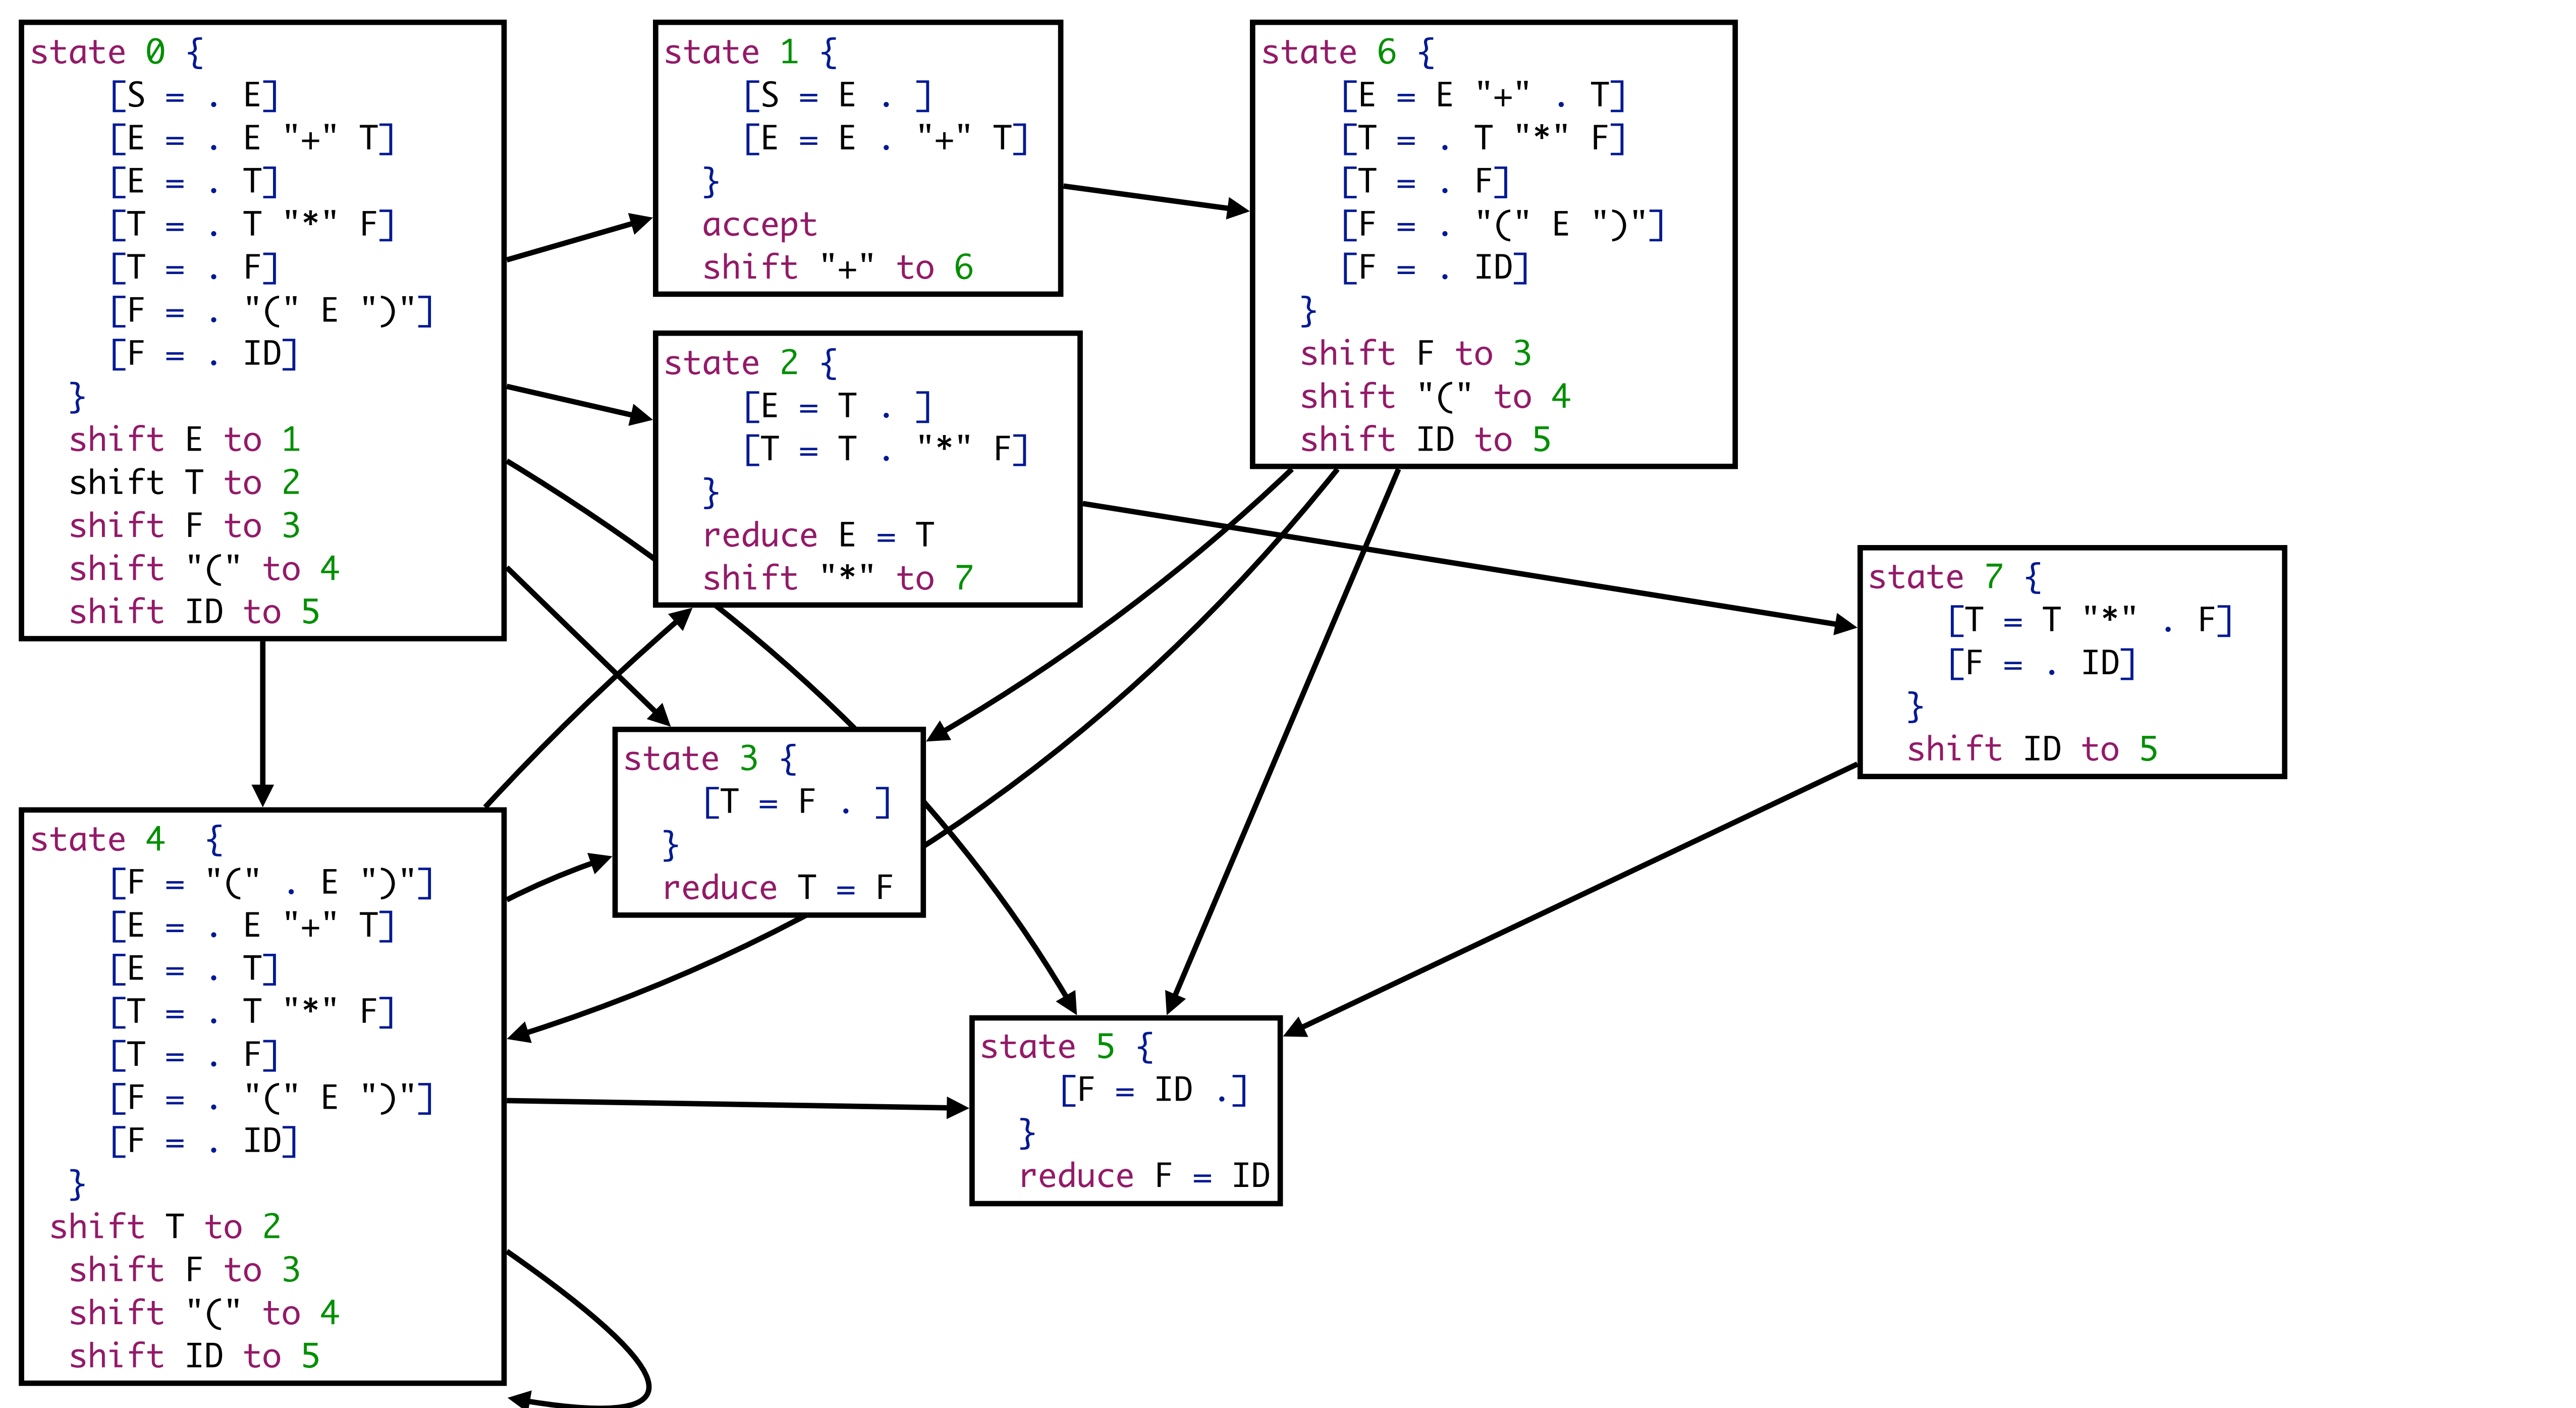 state 0 {
[S = . E]
[E = . E "+" T]
[E = . T]
[T = . T "*" F]
[T = . F]
[F = . "(" E ")"]
[F = . ID]
}
shift E to 1
shift T to 2
shift F to 3
shift "(" to 4
shift ID to 5
state 1 {
[S = E . ]
[E = E . "+" T]
}
accept
shift "+" to 6
state 6 {
[E = E "+" . T]
[T = . T "*" F]
[T = . F]
[F = . "(" E ")"]
[F = . ID]
}
shift F to 3
shift "(" to 4
shift ID to 5
state 2 {
[E = T . ]
[T = T . "*" F]
}
reduce E = T
shift "*" to 7
state 7 {
[T = T "*" . F]
[F = . ID]
}
shift ID to 5
state 3 {
[T = F . ]
}
reduce T = F
state 4 {
[F = "(" . E ")"]
[E = . E "+" T]
[E = . T]
[T = . T "*" F]
[T = . F]
[F = . "(" E ")"]
[F = . ID]
}
shift T to 2
shift F to 3
shift "(" to 4
shift ID to 5
state 5 {
[F = ID .]
}
reduce F = ID